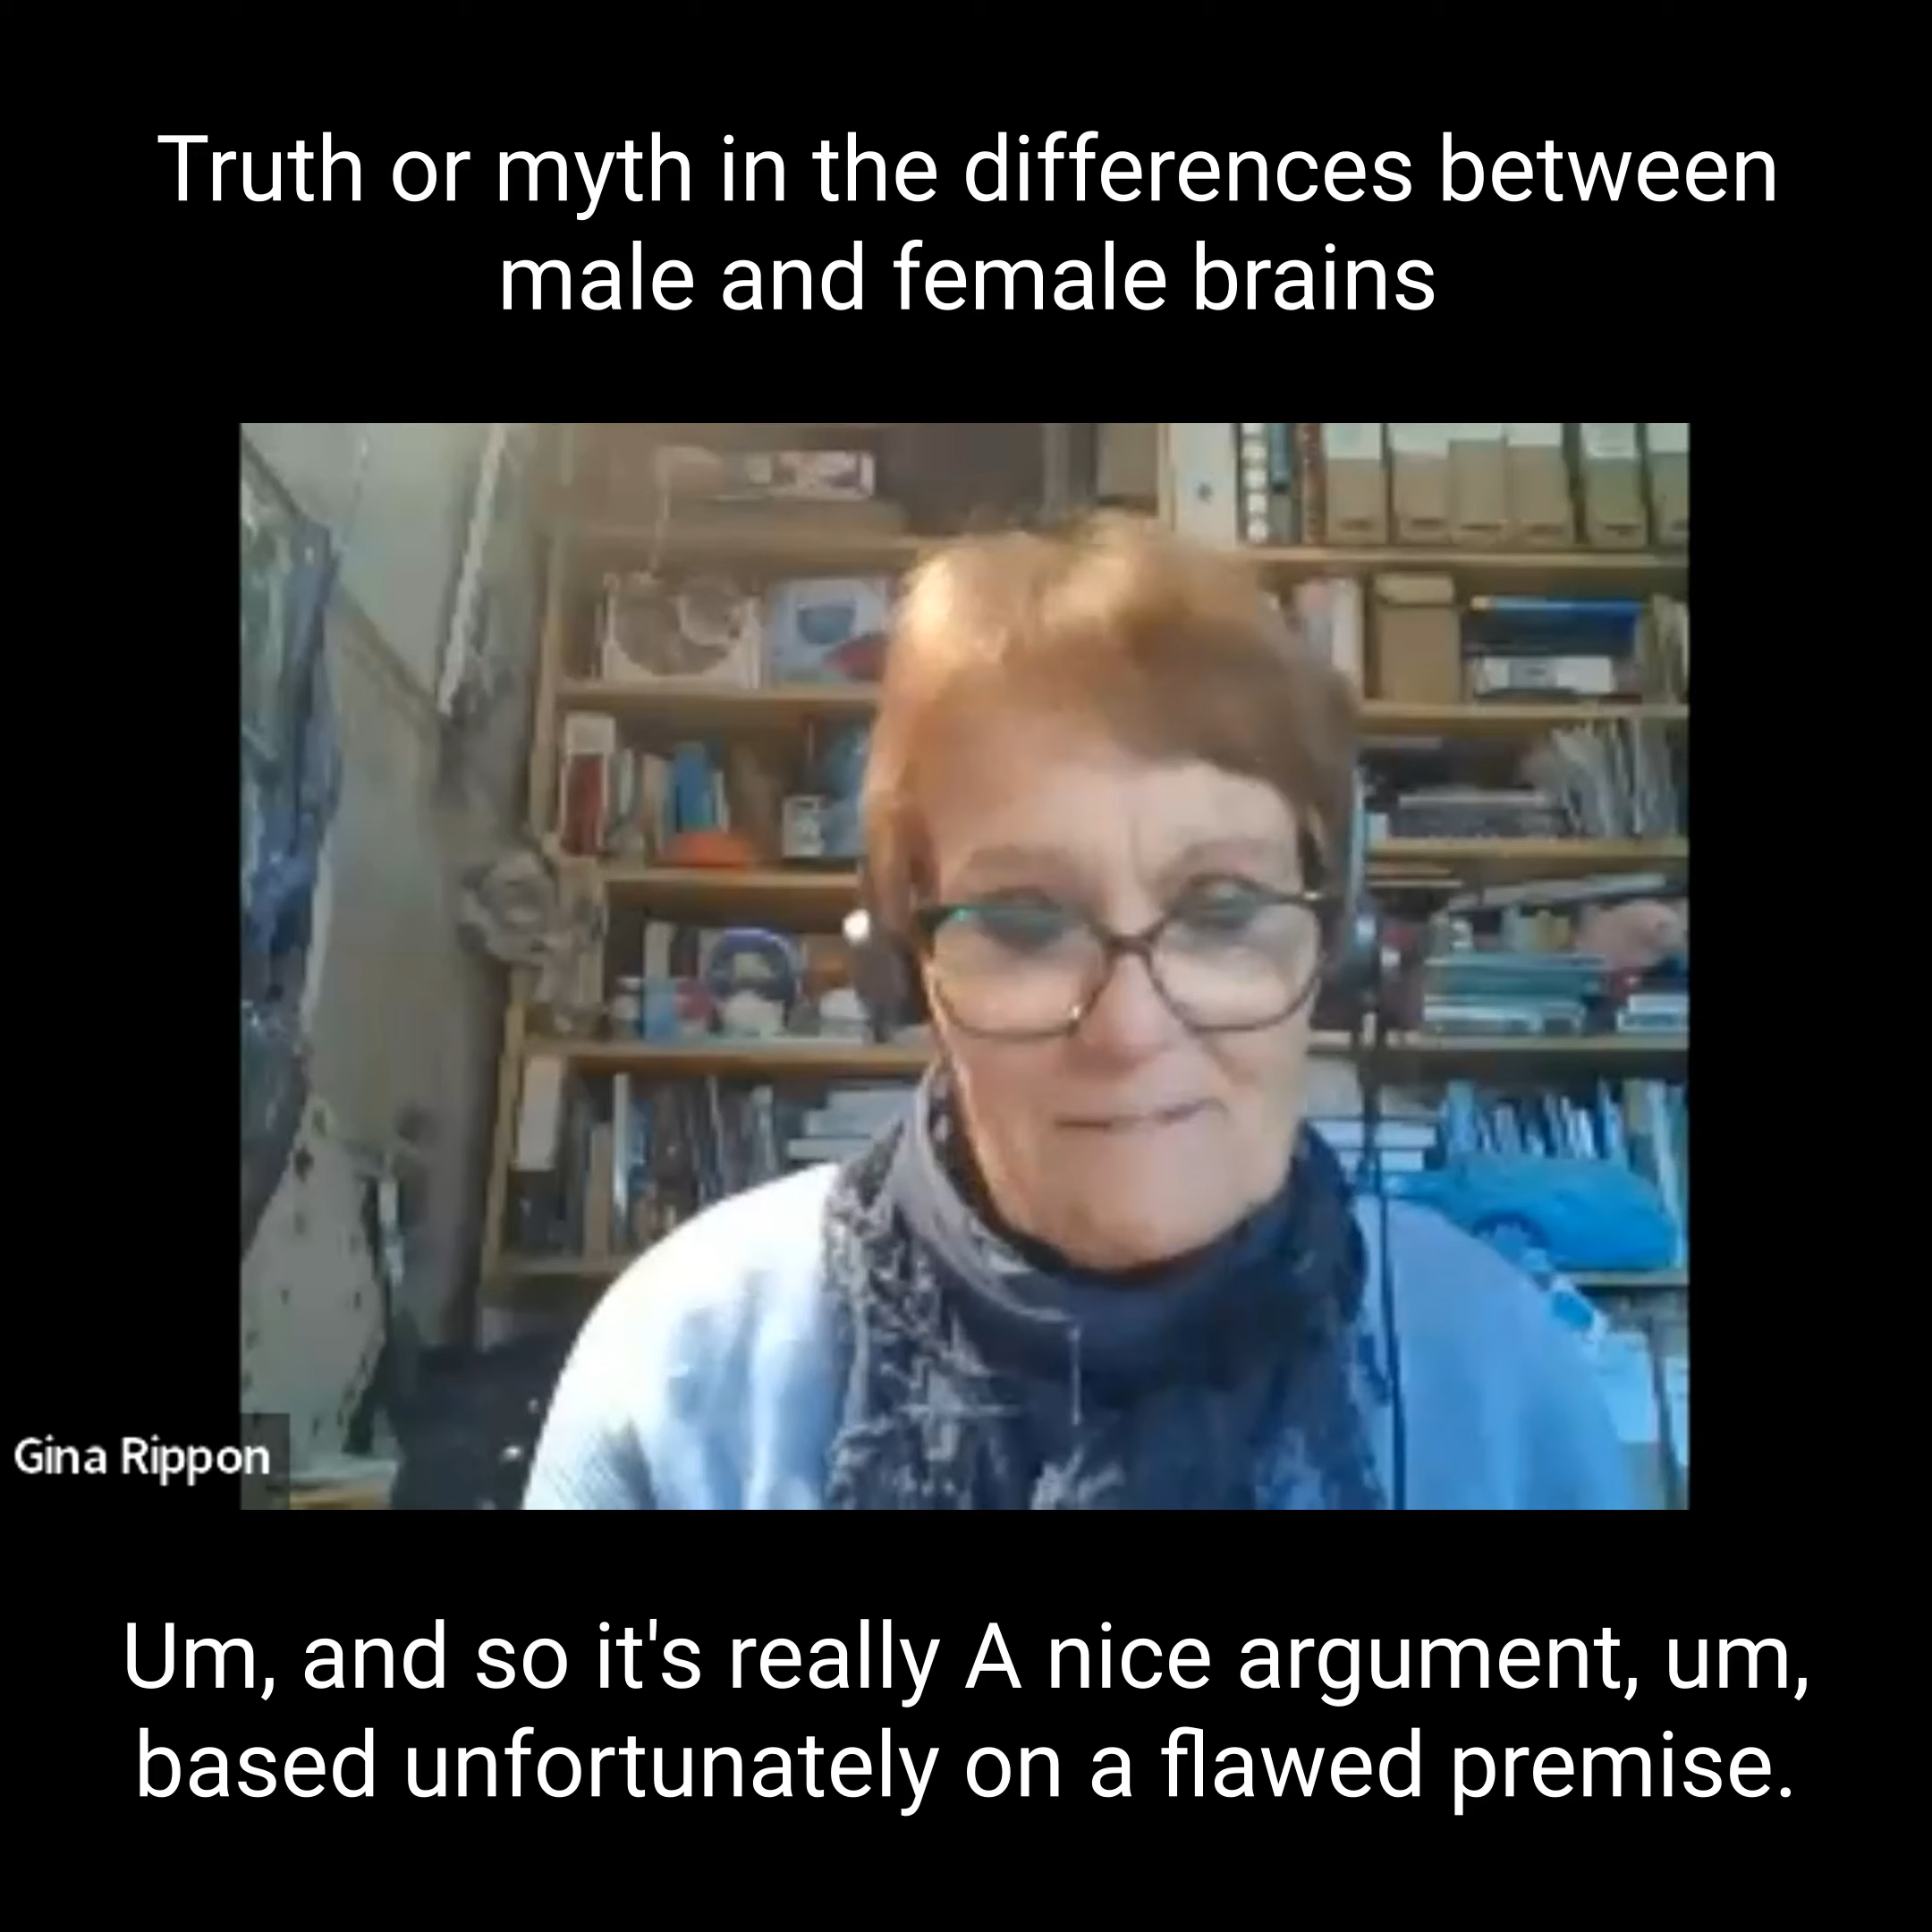 Truth or myth in the differences between
male and female brains
Gina Rippon
Um, and so it's really A nice argument, um,
based unfortunately on a flawed premise.